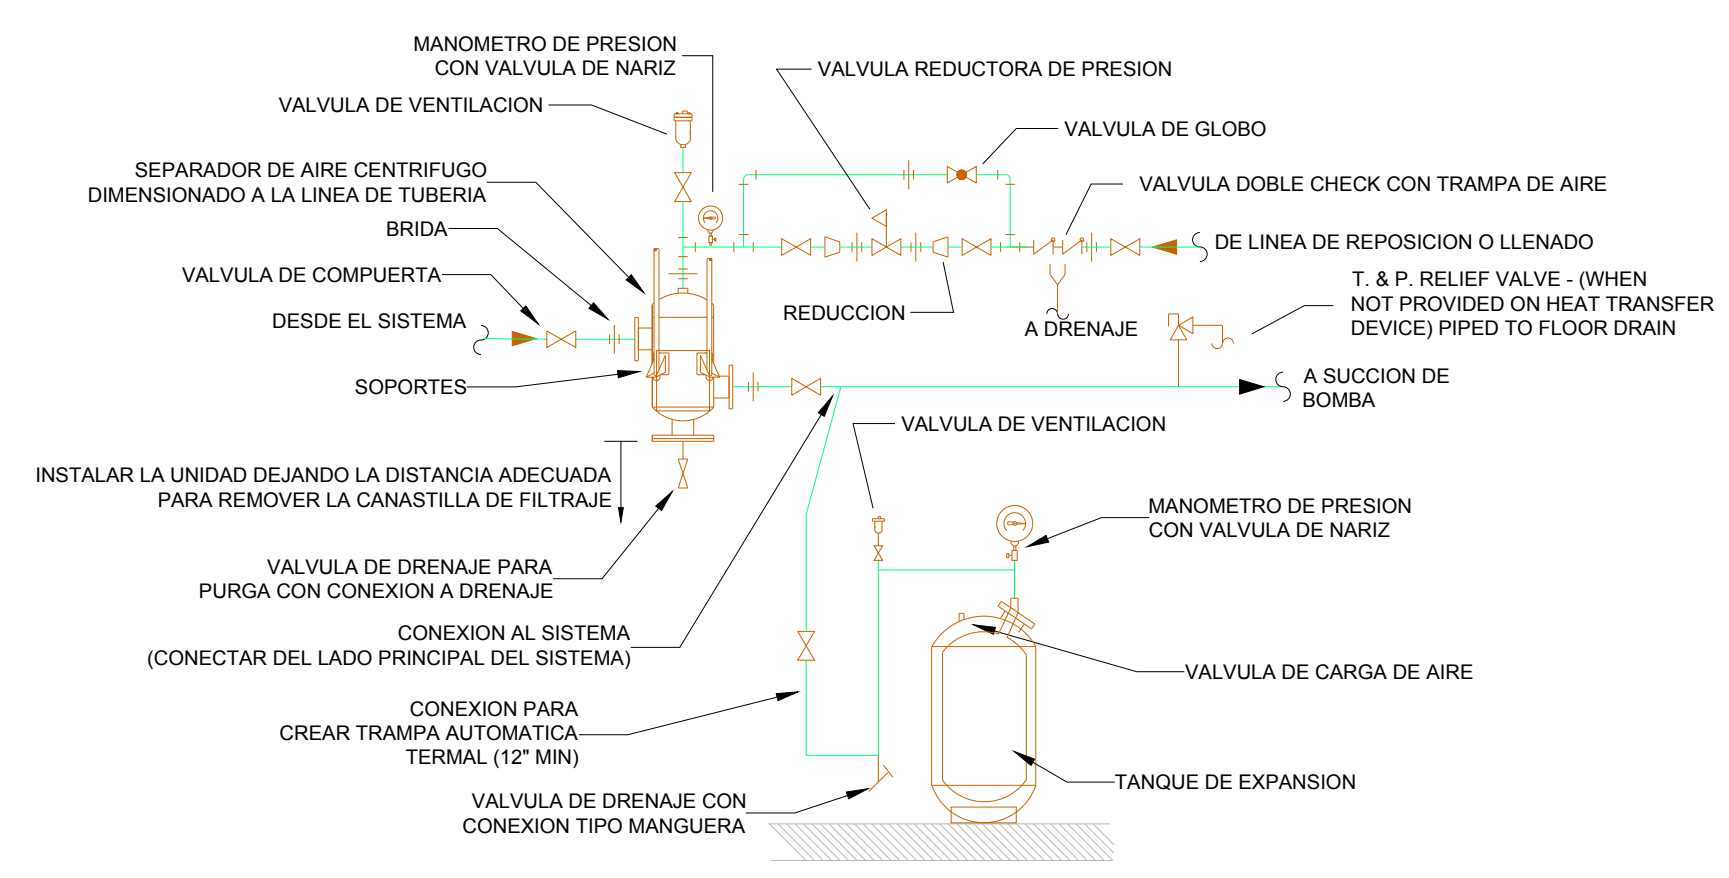 MANOMETRO DE PRESION
CON VALVULA DE NARIZ
VALVULA REDUCTORA DE PRESION
VALVULA DE VENTILACION
VALVULA DE GLOBO
SEPARADOR DE AIRE CENTRIFUGO
DIMENSIONADO A LA LINEA DE TUBERIA
VALVULA DOBLE CHECK CON TRAMPA DE AIRE
BRIDA
DE LINEA DE REPOSICION O LLENADO
VALVULA DE COMPUERTA
T. & P. RELIEF VALVE - (WHEN
NOT PROVIDED ON HEAT TRANSFER
DEVICE) PIPED TO FLOOR DRAIN
DESDE EL SISTEMA
REDUCCION
A DRENAJE
SOPORTES
A SUCCION DE
BOMBA
VALVULA DE VENTILACION
INSTALAR LA UNIDAD DEJANDO LA DISTANCIA ADECUADA
PARA REMOVER LA CANASTILLA DE FILTRAJE
MANOMETRO DE PRESION
CON VALVULA DE NARIZ
VALVULA DE DRENAJE PARA
PURGA CON CONEXION A DRENAJE
CONEXION AL SISTEMA
(CONECTAR DEL LADO PRINCIPAL DEL SISTEMA)
VALVULA DE CARGA DE AIRE
CONEXION PARA
CREAR TRAMPA AUTOMATICA
TERMAL (12" MIN)
TANQUE DE EXPANSION
VALVULA DE DRENAJE CON
CONEXION TIPO MANGUERA